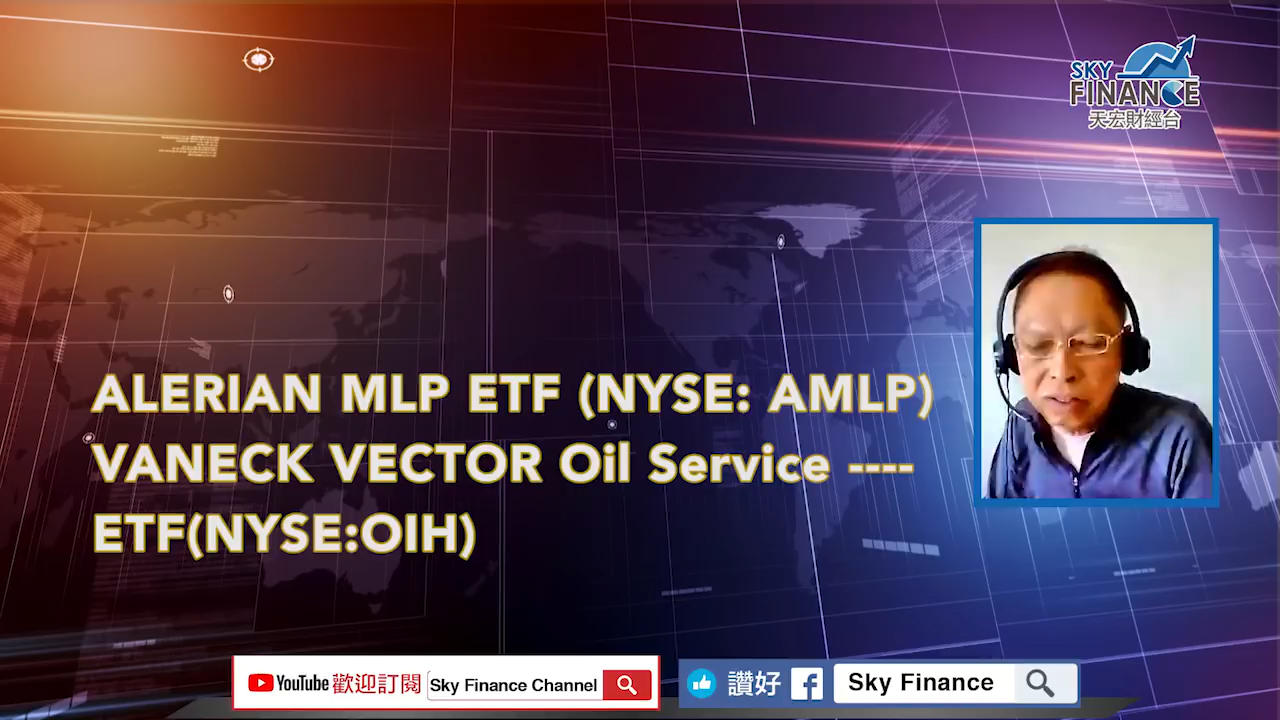 SKY
FINANCE
天宏財經台
ALERIAN MLP ETF (NYSE: AMLP)
VANECK VECTOR Oil Service ----
ETF(NYSE:OIH)
YouTube 歡迎訂閱 Sky Finance Channel
讚好 f Sky Finance